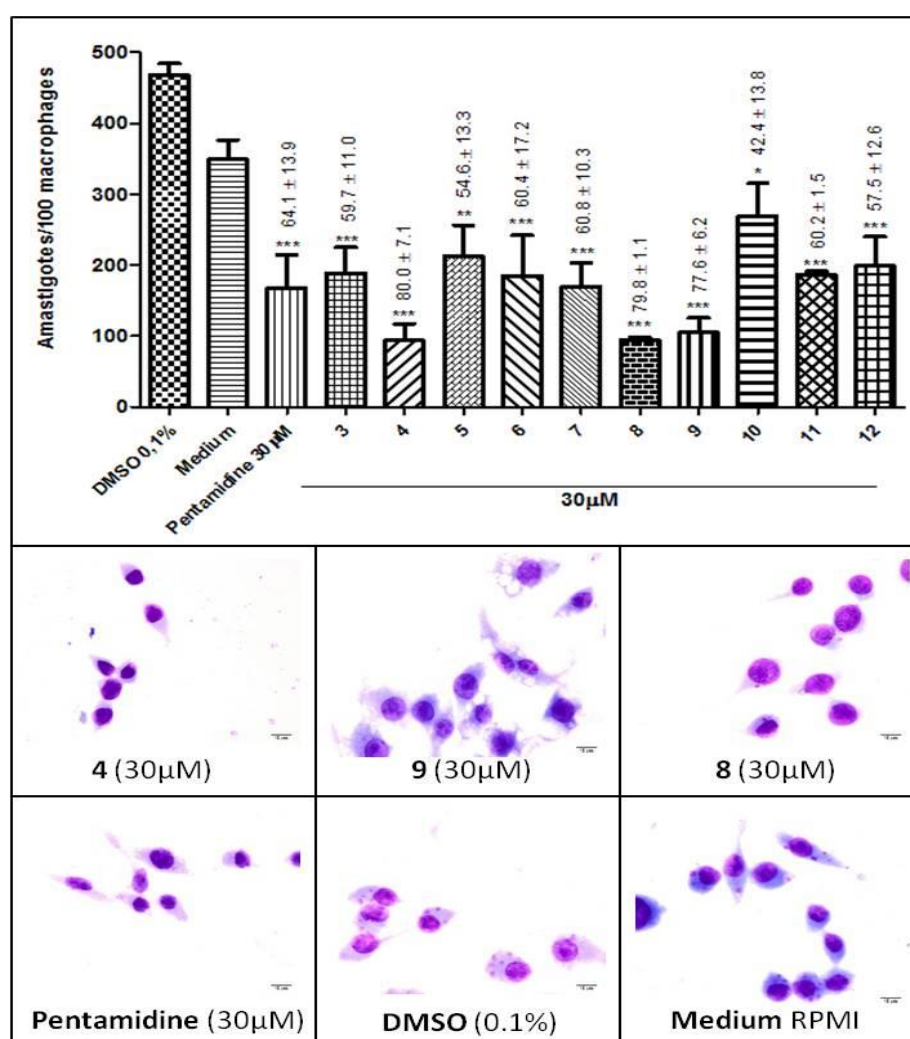 Amastigotes/100 macrophages
500
400
300
200
100
0
64.1 ± 13.9
***
59.7 ± 11.0
***
80.0 ± 7.1
***
54.6. ± 13.3
**
60.4 ± 17.2
***
60.8 ± 10.3
***
79.8 ± 1.1
***
77.6 ± 6.2
***
42.4 ± 13.8
*
60.2 ± 1.5
***
57.5 ± 12.6
***
DMSO 0,1%
Medium
Pentamidine 30 µM
3
4
5
6
7
8
9
10
11
12
30µM
4 (30µM)
9 (30µM)
8 (30µM)
Pentamidine (30µM)
DMSO (0.1%)
Medium RPMI